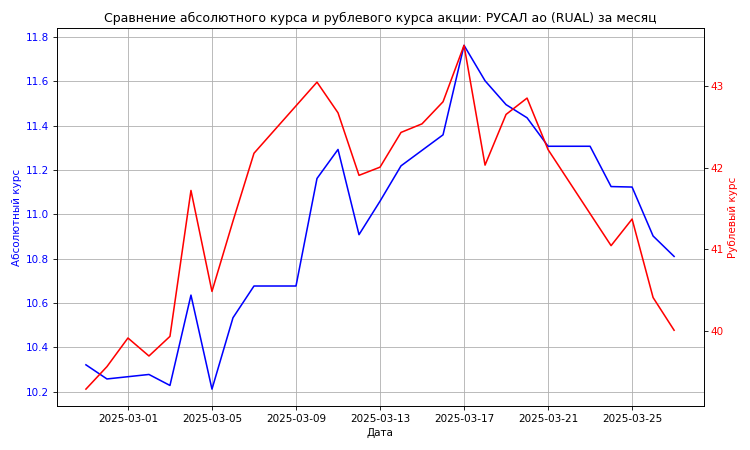 Сравнение абсолютного курса и рублевого курса акции: РУСАЛ ао (RUAL) за месяц
11.8
11.6
11.4
11.2
11.0
10.8
10.6
10.4
10.2
Абсолютный курс
43
42
41
40
Рублевый курс
2025-03-01 2025-03-05 2025-03-09 2025-03-13 2025-03-17 2025-03-21 2025-03-25
Дата